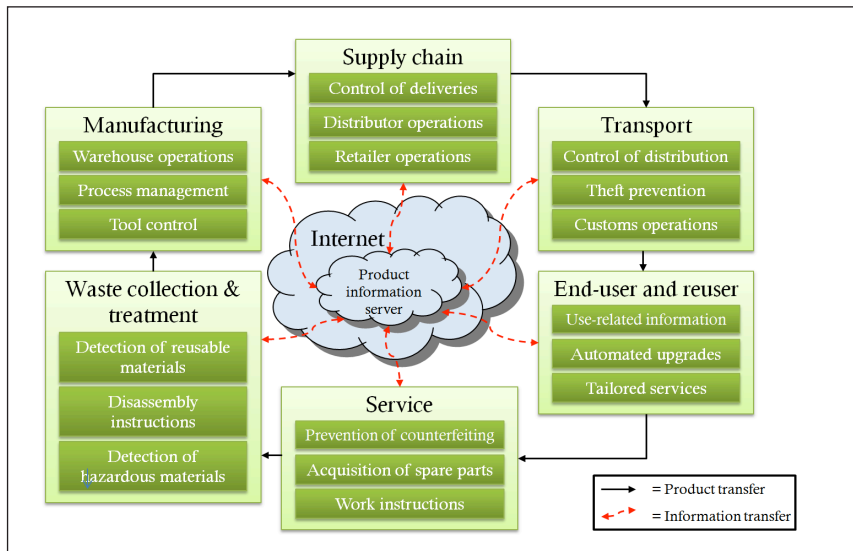 Supply chain
Control of deliveries
Distributor operations
Retailer operations
Manufacturing
Warehouse operations
Process management
Tool control
Transport
Control of distribution
Theft prevention
Customs operations
Internet
Product
information
server
Waste collection &
treatment
Detection of reusable
materials
Disassembly
instructions
Detection of
hazardous materials
End-user and reuser
Use-related information
Automated upgrades
Tailored services
Service
Prevention of counterfeiting
Acquisition of spare parts
Work instructions
= Product transfer
= Information transfer